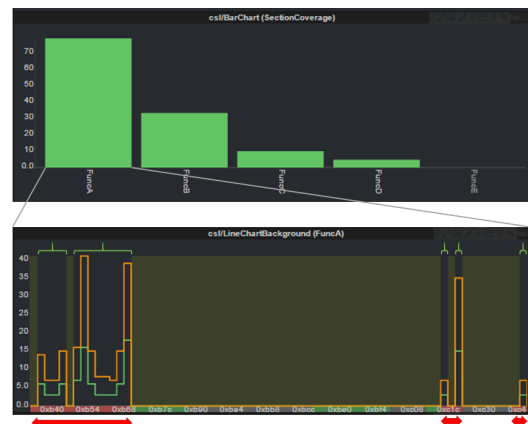 csl/BarChart (SectionCoverage)
70
60
50
40
30
20
10
0.0
FuncA
FuncB
FuncC
FuncD
FuncE
csl/LineChartBackground (FuncA)
40
35
30
25
20
15
10
5.0
0.0
0xb40 0xb54 0xb68 0xb7c 0xb90 0xba4 0xbb8 0xbcc 0xbe0 0xbf4 0xc08 0xc1c 0xc30 0xc4